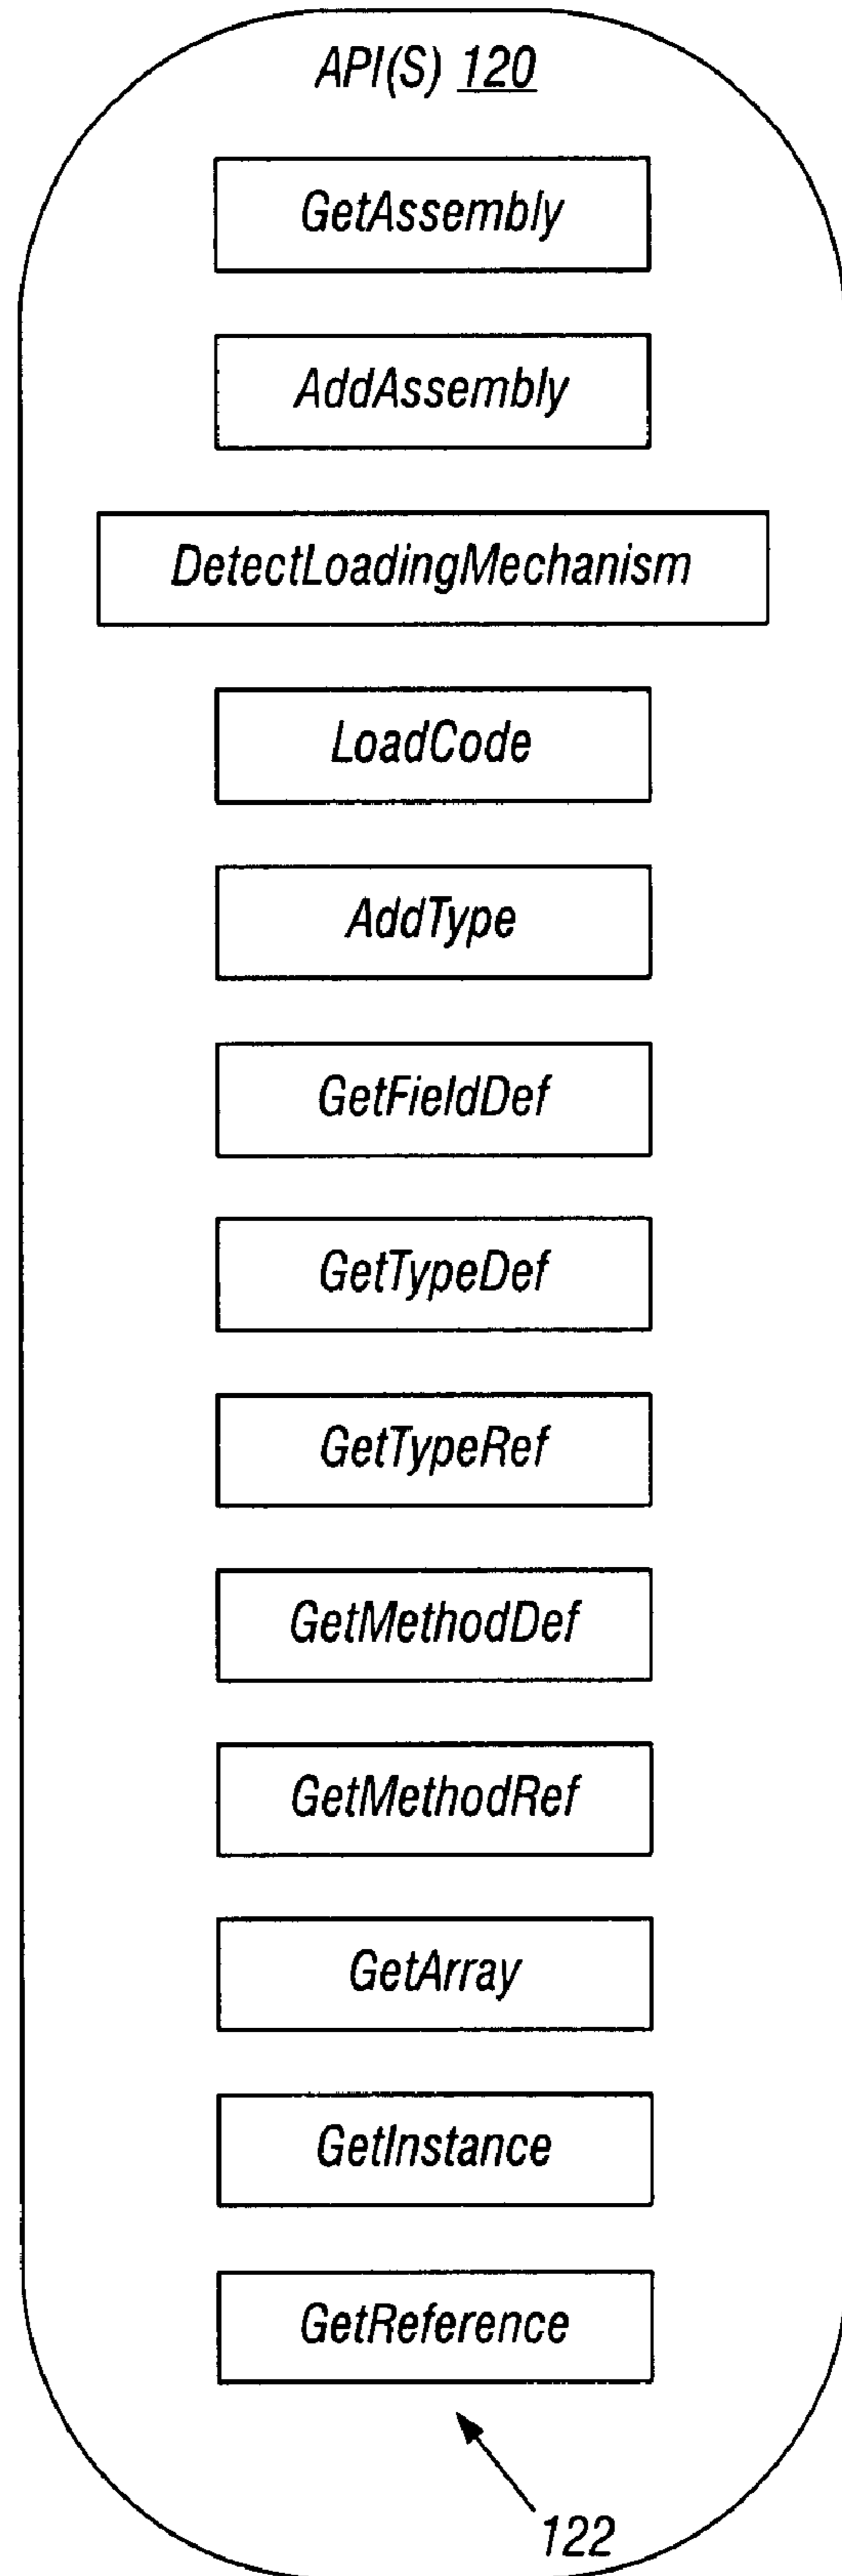 API(S) 120
GetAssembly
AddAssembly
DetectLoadingMechanism
LoadCode
AddType
GetFieldDef
GetTypeDef
GetTypeRef
GetMethodDef
GetMethodRef
GetArray
GetInstance
GetReference
122